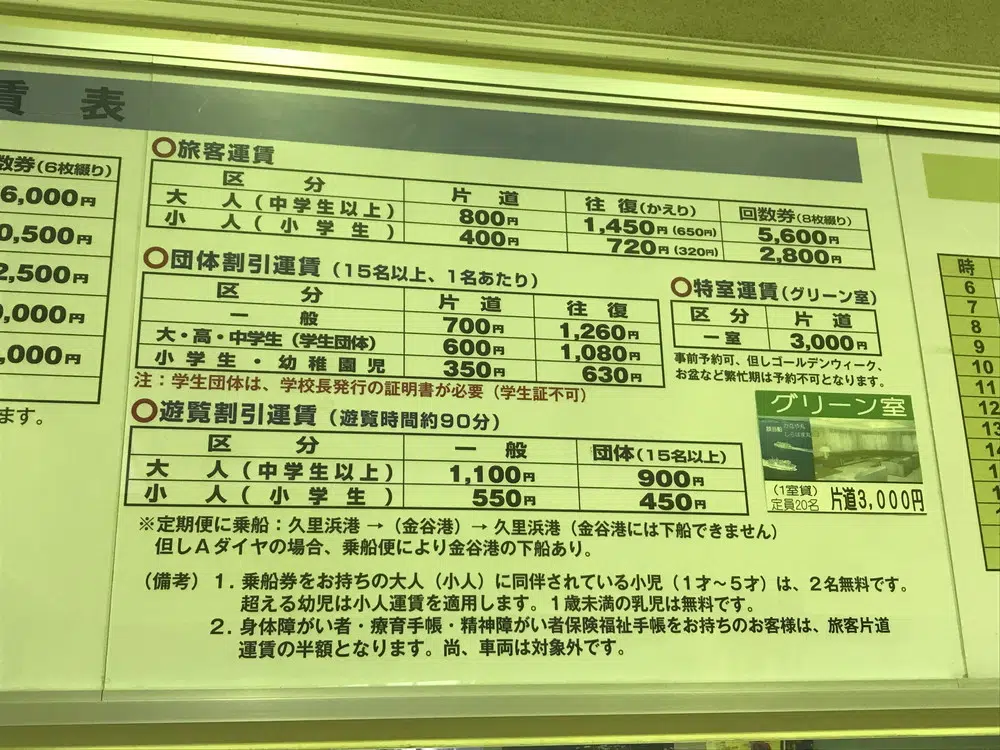 賃 表
数券(6枚綴り)
6,000円
0,500円
2,500円
,000円
,000円
ます。
○旅客運賃
区 分 片 道 往 復(かえり) 回数券(8枚綴り)
大 人(中学生以上) 800円 1,450円(650円) 5,600円
小 人(小 学 生) 400円 720円(320円) 2,800円
○団体割引運賃(15名以上、1名あたり)
区 分 片 道 往 復
一 般 700円 1,260円
大・高・中学生(学生団体) 600円 1,080円
小学生・幼稚園児 350円 630円
注:学生団体は、学校長発行の証明書が必要(学生証不可)
○特室運賃(グリーン室)
区 分 片 道
一 室 3,000円
事前予約可、但しゴールデンウィーク、
お盆など繁忙期は予約不可となります。
グリーン室
(1室貸)
定員20名 片道3,000円
○遊覧割引運賃(遊覧時間約90分)
区 分 一 般 団体(15名以上)
大 人(中学生以上) 1,100円 900円
小 人(小 学 生) 550円 450円
※定期便に乗船:久里浜港→(金谷港)→久里浜港(金谷港には下船できません)
但しAダイヤの場合、乗船便により金谷港の下船あり。
(備考)1. 乗船券をお持ちの大人(小人)に同伴されている小児(1才~5才)は、2名無料です。
超える幼児は小人運賃を適用します。1歳未満の乳児は無料です。
2. 身体障がい者・療育手帳・精神障がい者保険福祉手帳をお持ちのお客様は、旅客片道
運賃の半額となります。尚、車両は対象外です。
時
6
7
8
9
10
11
12
13